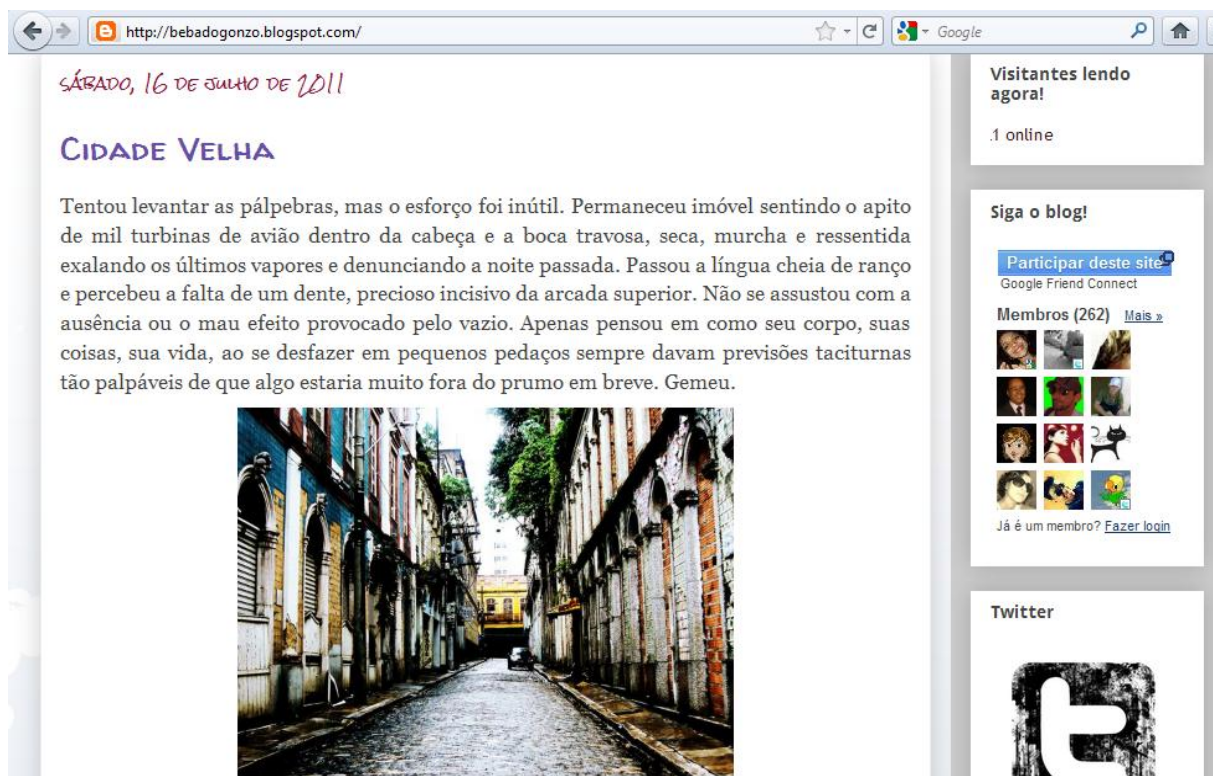 http://bebadogonzo.blogspot.com/
Google
SÁBADO, 16 DE JULHO DE 2011
CIDADE VELHA
Tentou levantar as pálpebras, mas o esforço foi inútil. Permaneceu imóvel sentindo o apito
de mil turbinas de avião dentro da cabeça e a boca travosa, seca, murcha e ressentida
exalando os últimos vapores e denunciando a noite passada. Passou a língua cheia de ranço
e percebeu a falta de um dente, precioso incisivo da arcada superior. Não se assustou com a
ausência ou o mau efeito provocado pelo vazio. Apenas pensou em como seu corpo, suas
coisas, sua vida, ao se desfazer em pequenos pedaços sempre davam previsões taciturnas
tão palpáveis de que algo estaria muito fora do prumo em breve. Gemeu.
Visitantes lendo
agora!
1 online
Siga o blog!
Participar deste site
Google Friend Connect
Membros (262) Mais »
Já é um membro? Fazer login
Twitter